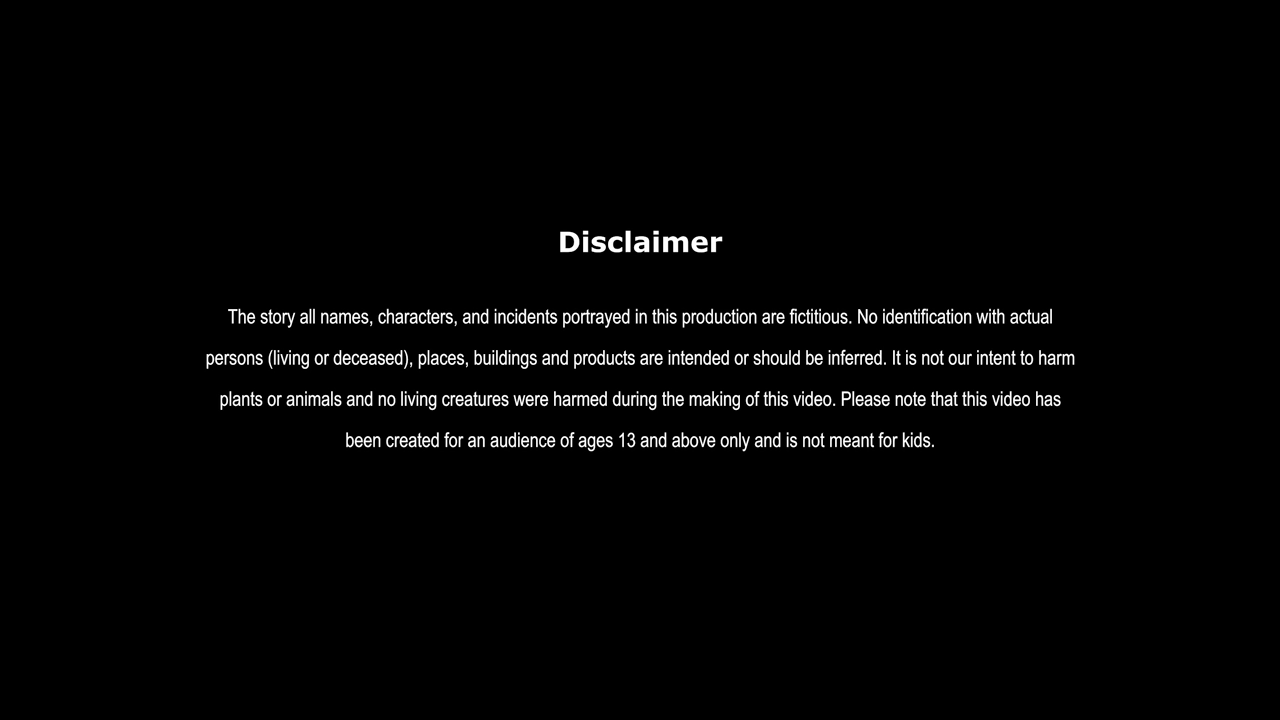 Disclaimer
The story all names, characters, and incidents portrayed in this production are fictitious. No identification with actual
persons (living or deceased), places, buildings and products are intended or should be inferred. It is not our intent to harm
plants or animals and no living creatures were harmed during the making of this video. Please note that this video has
been created for an audience of ages 13 and above only and is not meant for kids.